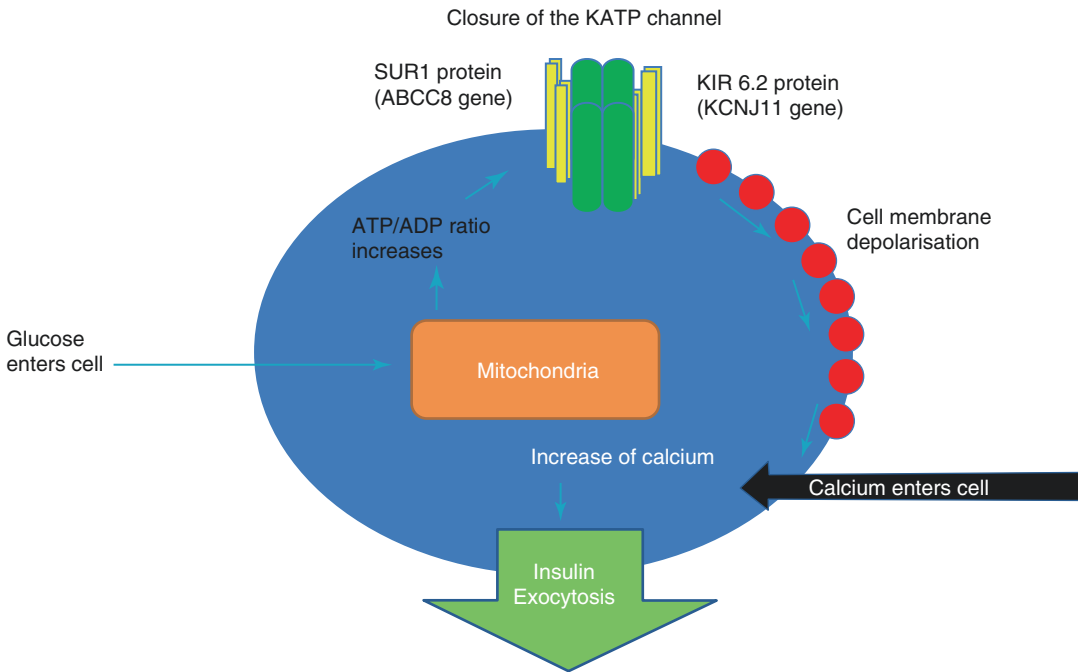 Closure of the KATP channel
SUR1 protein
(ABCC8 gene)
KIR 6.2 protein
(KCNJ11 gene)
ATP/ADP ratio
increases
Cell membrane
depolarisation
Glucose
enters cell
Mitochondria
Increase of calcium
Calcium enters cell
Insulin
Exocytosis